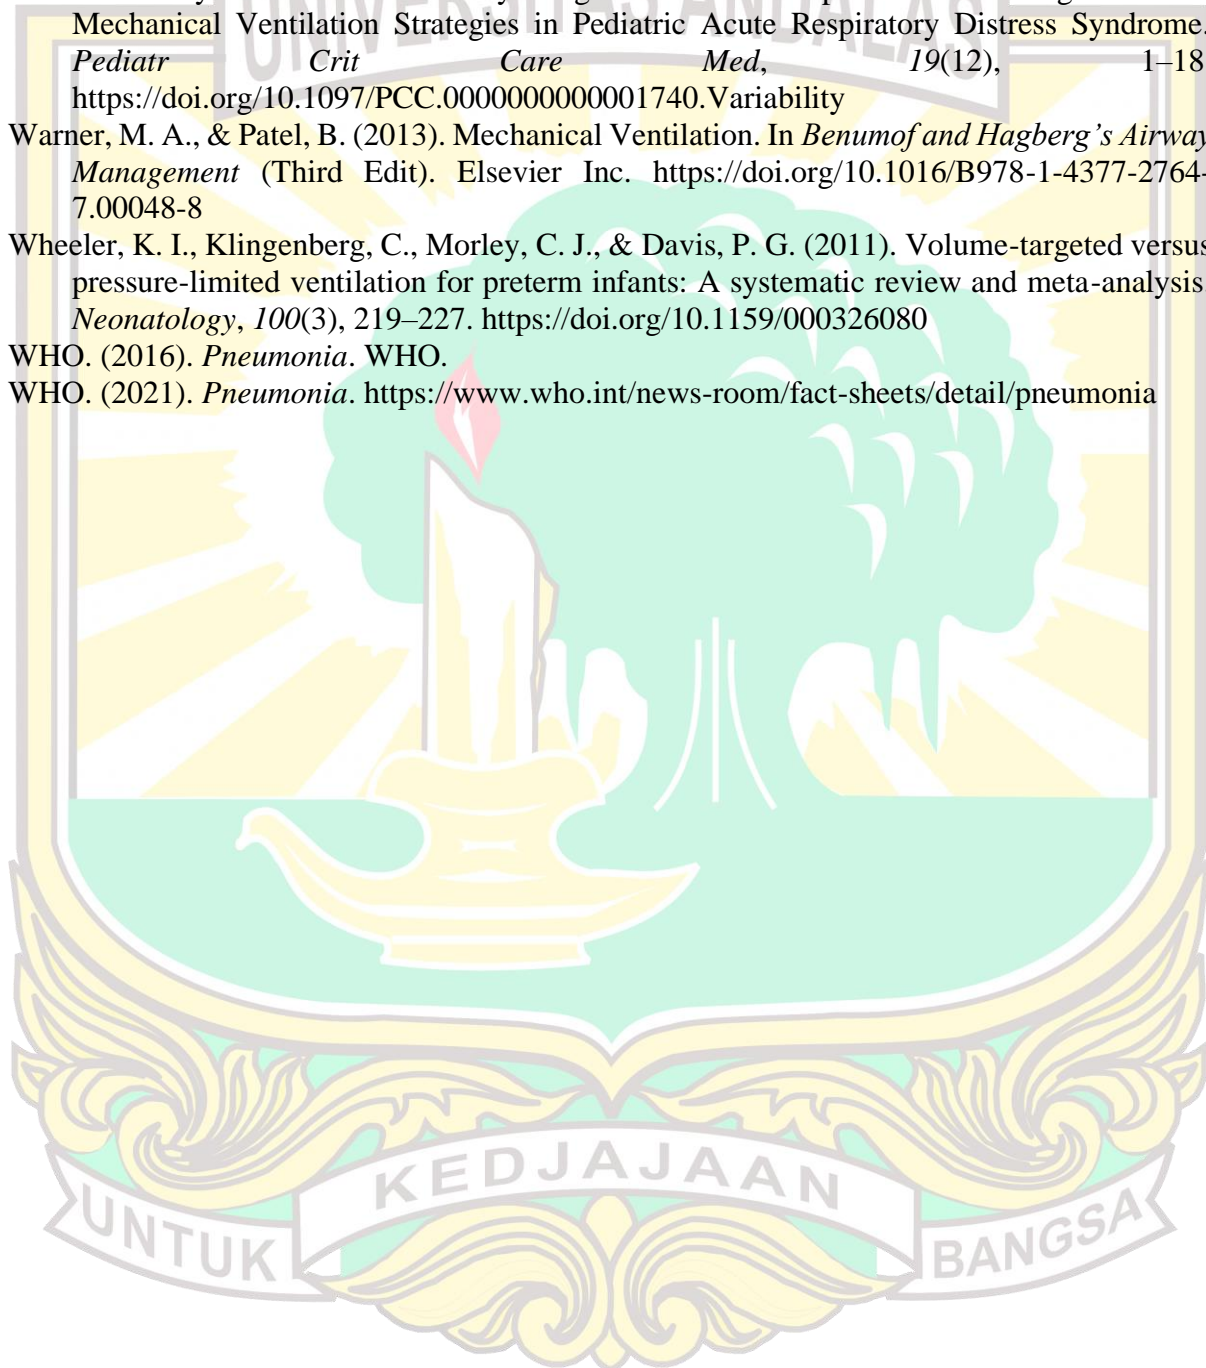 UNIVERSITAS ANDALAS
Mechanical Ventilation Strategies in Pediatric Acute Respiratory Distress Syndrome.
Pediatr Crit Care Med, 19(12), 1–18
https://doi.org/10.1097/PCC.0000000000001740.Variability
Warner, M. A., & Patel, B. (2013). Mechanical Ventilation. In Benumof and Hagberg’s Airway
Management (Third Edit). Elsevier Inc. https://doi.org/10.1016/B978-1-4377-2764-
7.00048-8
Wheeler, K. I., Klingenberg, C., Morley, C. J., & Davis, P. G. (2011). Volume-targeted versus
pressure-limited ventilation for preterm infants: A systematic review and meta-analysis.
Neonatology, 100(3), 219–227. https://doi.org/10.1159/000326080
WHO. (2016). Pneumonia. WHO.
WHO. (2021). Pneumonia. https://www.who.int/news-room/fact-sheets/detail/pneumonia
UNTUK
KEDJAJAAN
BANGSA